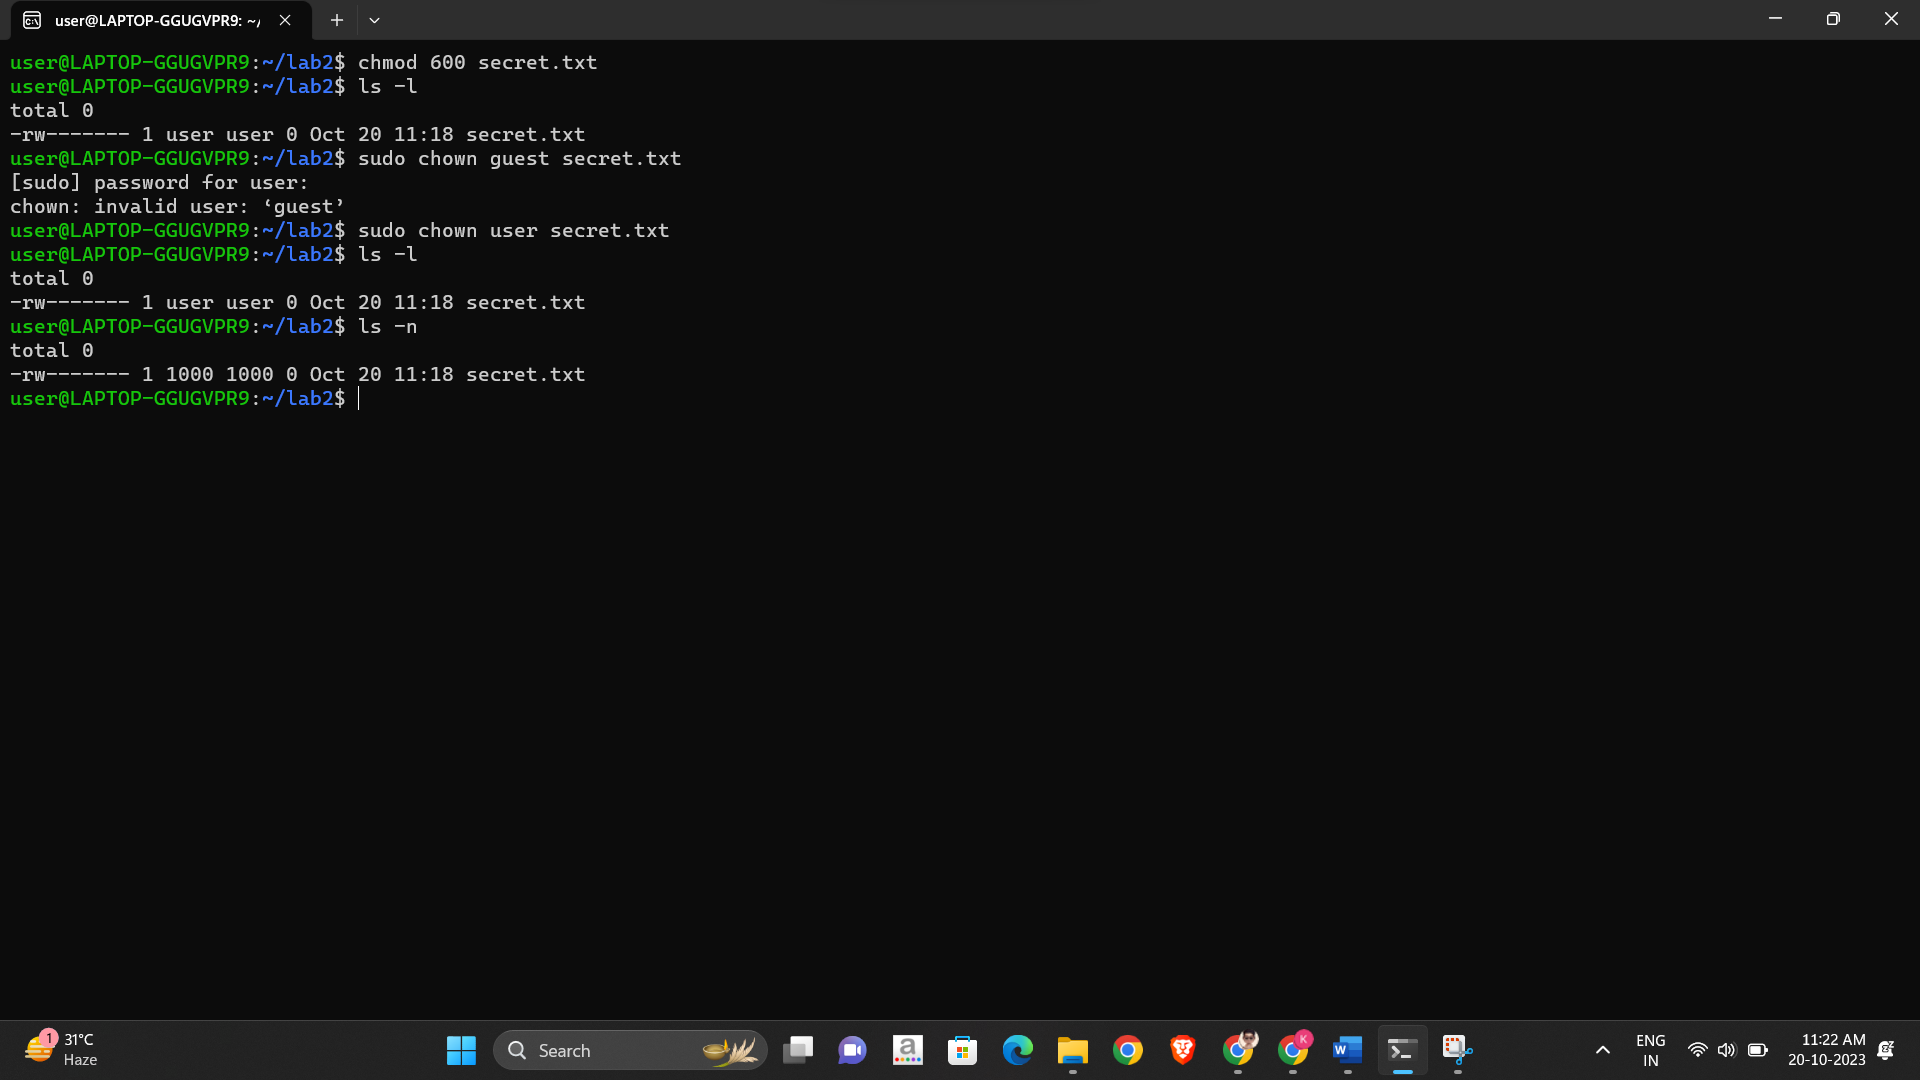 user@LAPTOP-GGUGVPR9: ~/
user@LAPTOP-GGUGVPR9:~/lab2$ chmod 600 secret.txt
user@LAPTOP-GGUGVPR9:~/lab2$ ls -l
total 0
-rw------- 1 user user 0 Oct 20 11:18 secret.txt
user@LAPTOP-GGUGVPR9:~/lab2$ sudo chown guest secret.txt
[sudo] password for user:
chown: invalid user: ‘guest’
user@LAPTOP-GGUGVPR9:~/lab2$ sudo chown user secret.txt
user@LAPTOP-GGUGVPR9:~/lab2$ ls -l
total 0
-rw------- 1 user user 0 Oct 20 11:18 secret.txt
user@LAPTOP-GGUGVPR9:~/lab2$ ls -n
total 0
-rw------- 1 1000 1000 0 Oct 20 11:18 secret.txt
user@LAPTOP-GGUGVPR9:~/lab2$
1
31°C
Haze
Search
a
K
W
ENG
IN
11:22 AM
20-10-2023